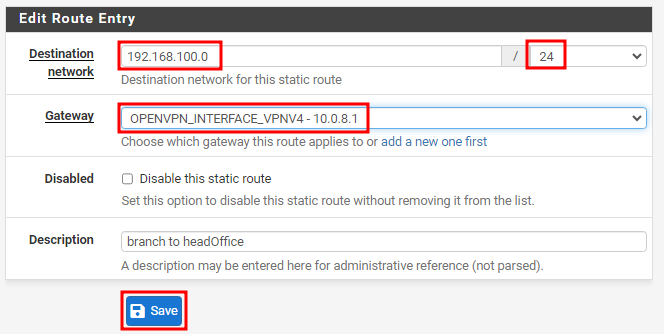 Edit Route Entry
Destination network
192.168.100.0 / 24
Destination network for this static route
Gateway
OPENVPN_INTERFACE_VPNV4 - 10.0.8.1
Choose which gateway this route applies to or add a new one first
Disabled
Disable this static route
Set this option to disable this static route without removing it from the list.
Description
branch to headOffice
A description may be entered here for administrative reference (not parsed).
Save